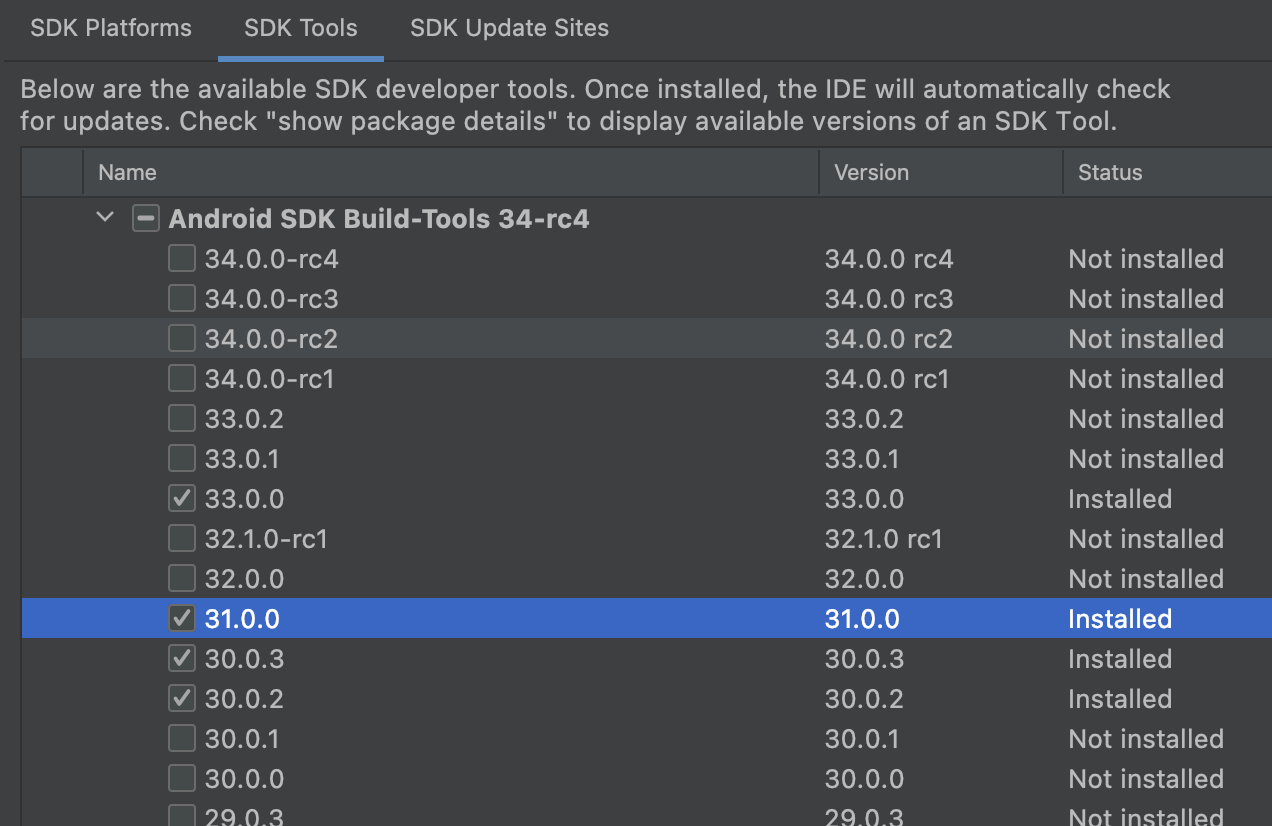 SDK Platforms SDK Tools SDK Update Sites
Below are the available SDK developer tools. Once installed, the IDE will automatically check
for updates. Check "show package details" to display available versions of an SDK Tool.
Name Version Status
Android SDK Build-Tools 34-rc4
34.0.0-rc4 34.0.0 rc4 Not installed
34.0.0-rc3 34.0.0 rc3 Not installed
34.0.0-rc2 34.0.0 rc2 Not installed
34.0.0-rc1 34.0.0 rc1 Not installed
33.0.2 33.0.2 Not installed
33.0.1 33.0.1 Not installed
33.0.0 33.0.0 Installed
32.1.0-rc1 32.1.0 rc1 Not installed
32.0.0 32.0.0 Not installed
31.0.0 31.0.0 Installed
30.0.3 30.0.3 Installed
30.0.2 30.0.2 Installed
30.0.1 30.0.1 Not installed
30.0.0 30.0.0 Not installed
29.0.3 29.0.3 Not installed